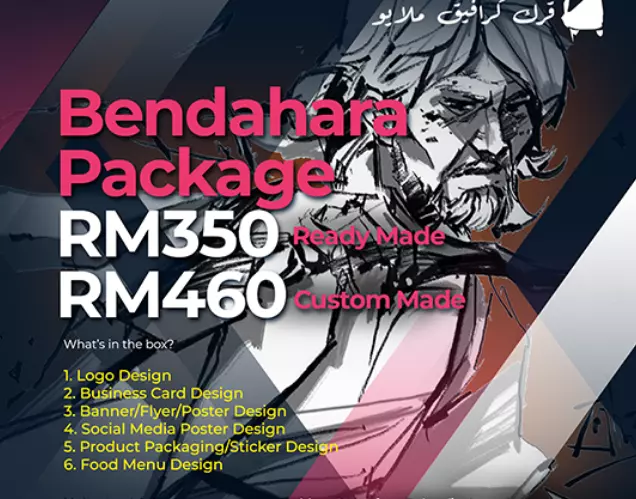 قرك ݢرافيق ملايو
Bendahara
Package
RM350 Ready Made
RM460 Custom Made
What's in the box?
1. Logo Design
2. Business Card Design
3. Banner/Flyer/Poster Design
4. Social Media Poster Design
5. Product Packaging/Sticker Design
6. Food Menu Design